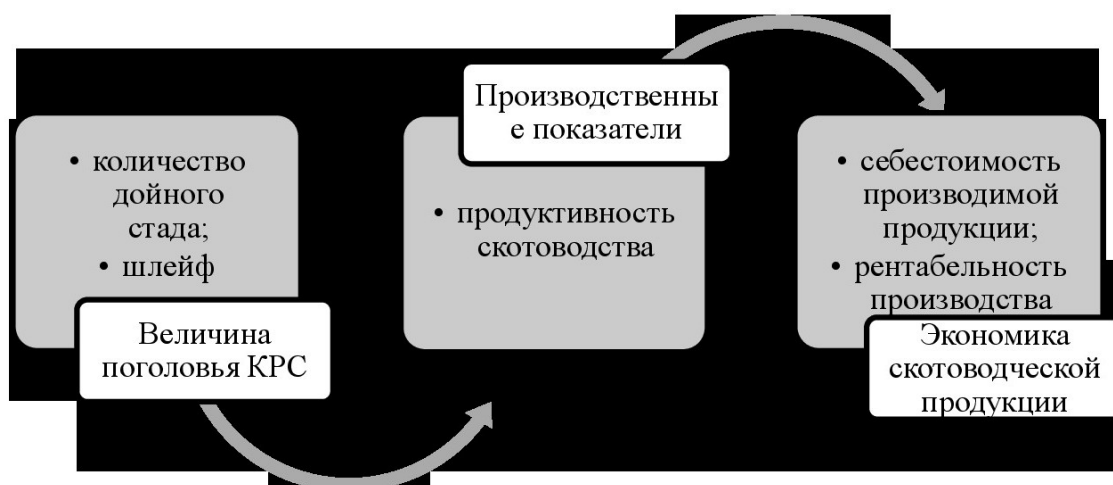 • количество
дойного
стада;
• шлейф
Величина
поголовья КРС
Производственны
е показатели
• продуктивность
скотоводства
• себестоимость
производимой
продукции;
• рентабельность
производства
Экономика
скотоводческой
продукции